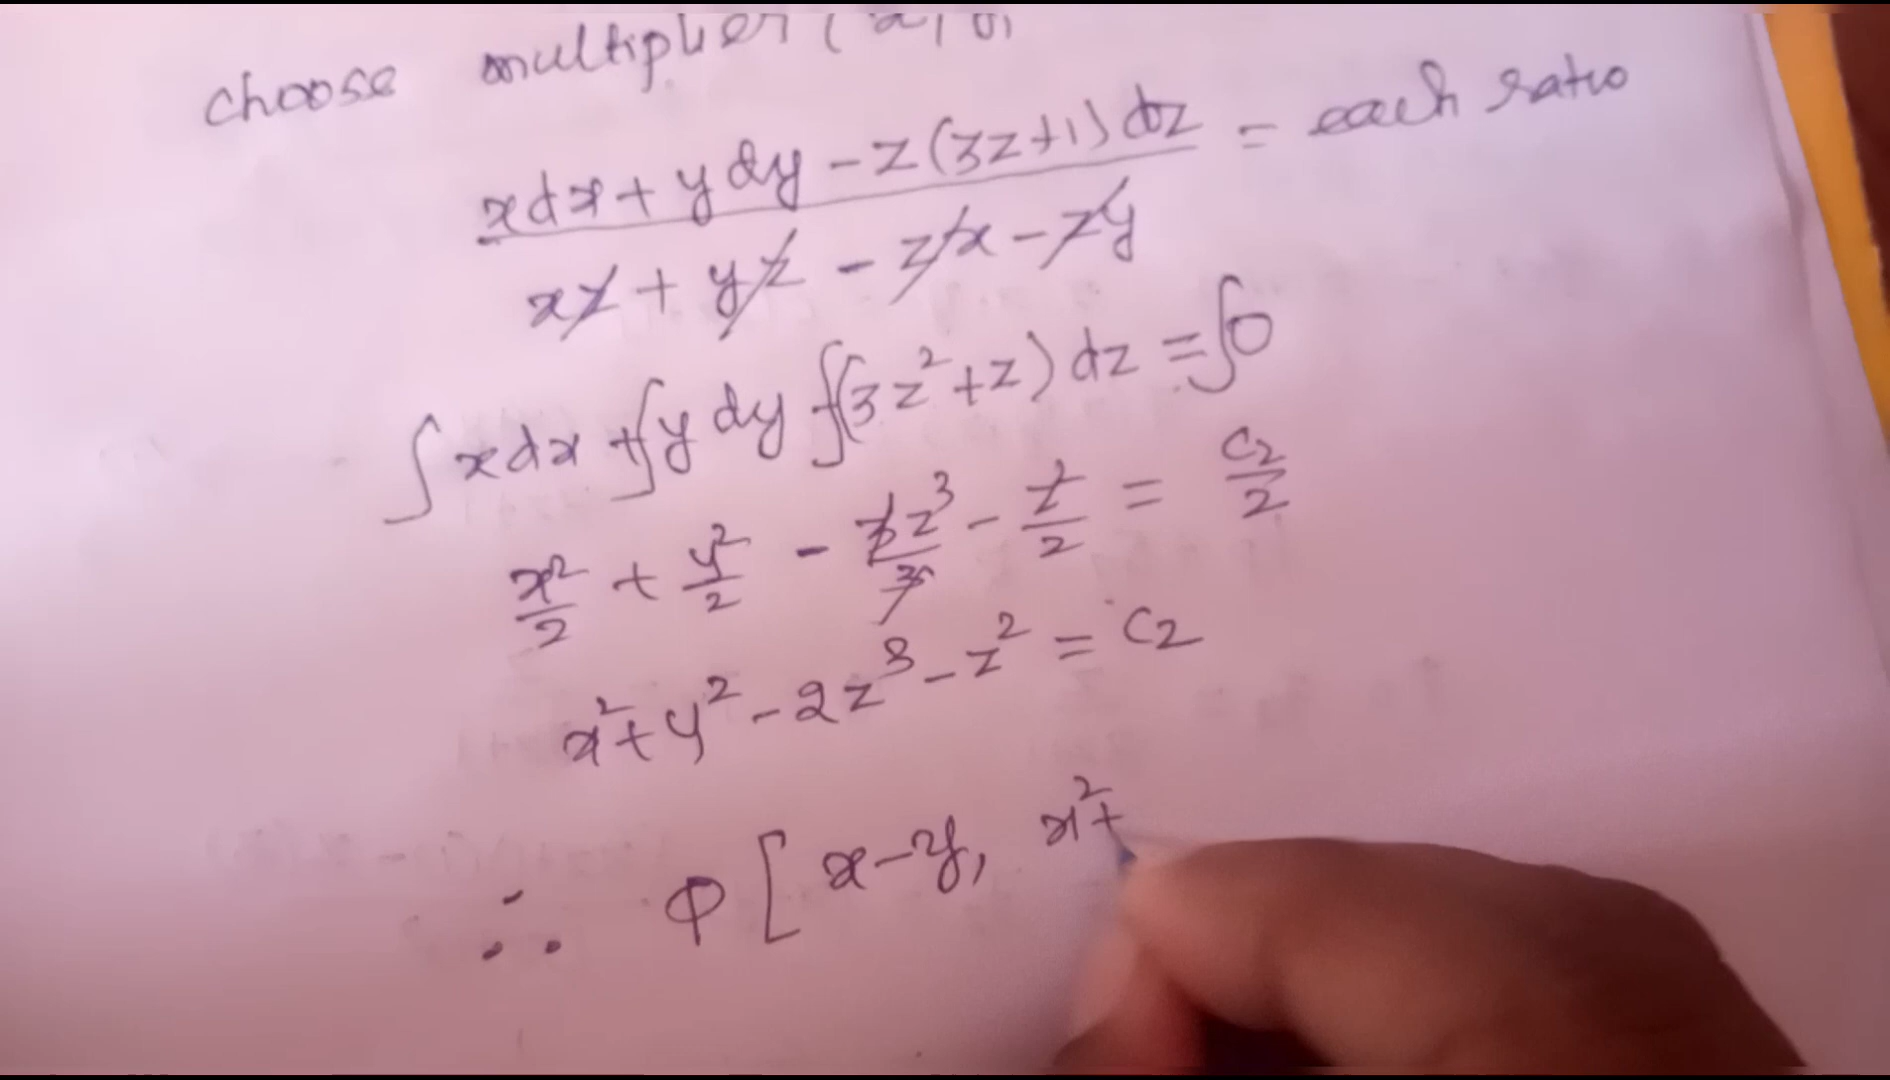 choose multiplier (x, y,
xdx + ydy - z(3z+1)dz = each ratio
xz + yz - zx - zy
∫xdx + ∫ydy - ∫(3z²+z)dz = ∫0
x²/2 + y²/2 - 3z³/3 - z²/2 = c2/2
x² + y² - 2z³ - z² = c2
∴ Φ[x-y, x²+